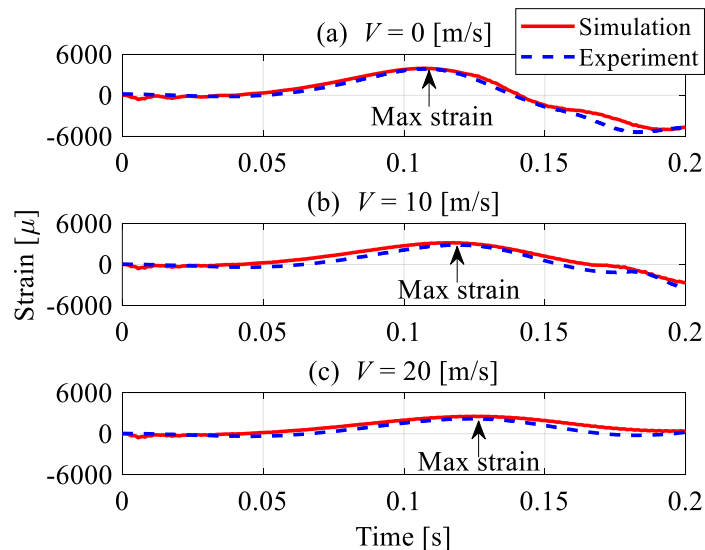 (a) V = 0 [m/s]
Simulation
Experiment
6000
0
-6000
Max strain
0 0.05 0.1 0.15 0.2
(b) V = 10 [m/s]
6000
0
-6000
Max strain
0 0.05 0.1 0.15 0.2
Strain [μ]
(c) V = 20 [m/s]
6000
0
-6000
Max strain
0 0.05 0.1 0.15 0.2
Time [s]